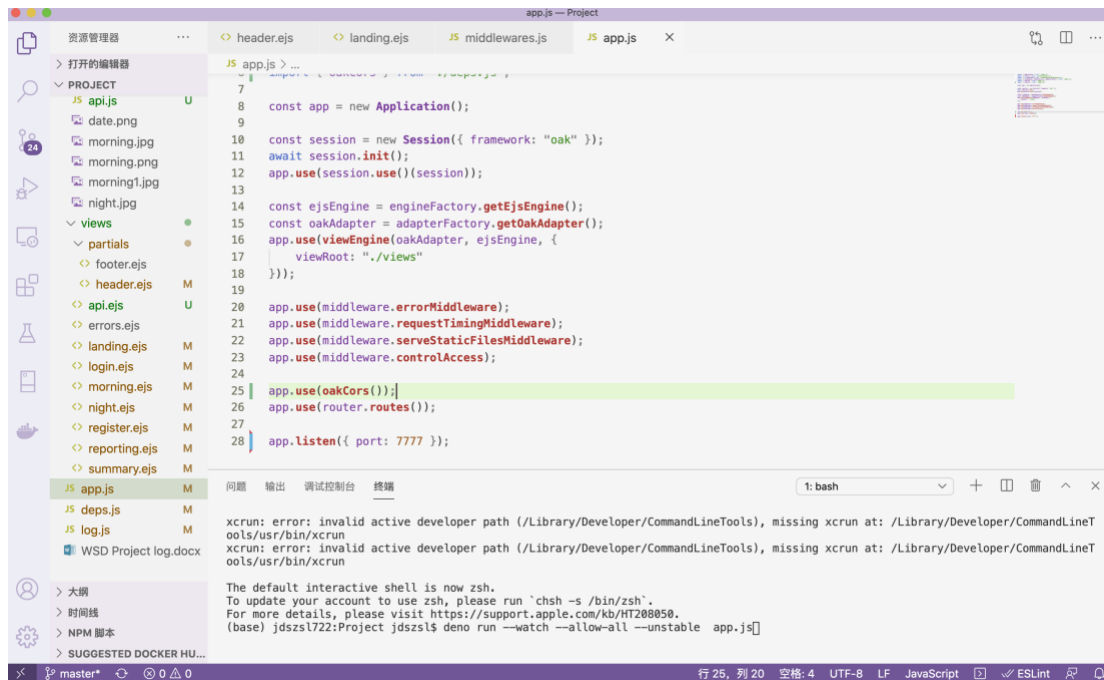 app.js — Project
资源管理器 ···
header.ejs
landing.ejs
JS middlewares.js
JS app.js ×
> 打开的编辑器
PROJECT
JS api.js U
date.png
morning.jpg
morning.png
morning1.jpg
night.jpg
views
partials
footer.ejs
header.ejs M
api.ejs U
errors.ejs
landing.ejs M
login.ejs M
morning.ejs M
night.ejs M
register.ejs M
reporting.ejs M
summary.ejs M
JS app.js M
JS deps.js M
JS log.js M
WSD Project log.docx
> 大纲
> 时间线
> NPM 脚本
> SUGGESTED DOCKER HU...
24
JS app.js > ...
7
8 const app = new Application();
9
10 const session = new Session({ framework: "oak" });
11 await session.init();
12 app.use(session.use()(session));
13
14 const ejsEngine = engineFactory.getEjsEngine();
15 const oakAdapter = adapterFactory.getOakAdapter();
16 app.use(viewEngine(oakAdapter, ejsEngine, {
17 viewRoot: "./views"
18 }));
19
20 app.use(middleware.errorMiddleware);
21 app.use(middleware.requestTimingMiddleware);
22 app.use(middleware.serveStaticFilesMiddleware);
23 app.use(middleware.controlAccess);
24
25 app.use(oakCors());
26 app.use(router.routes());
27
28 app.listen({ port: 7777 });
问题 输出 调试控制台 终端
1: bash
xcrun: error: invalid active developer path (/Library/Developer/CommandLineTools), missing xcrun at: /Library/Developer/CommandLineT
ools/usr/bin/xcrun
xcrun: error: invalid active developer path (/Library/Developer/CommandLineTools), missing xcrun at: /Library/Developer/CommandLineT
ools/usr/bin/xcrun
The default interactive shell is now zsh.
To update your account to use zsh, please run `chsh -s /bin/zsh`.
For more details, please visit https://support.apple.com/kb/HT208050.
(base) jdszsl722:Project jdszsl$ deno run --watch --allow-all --unstable  app.js
master* 0 0
行 25，列 20 空格: 4 UTF-8 LF JavaScript ESLint